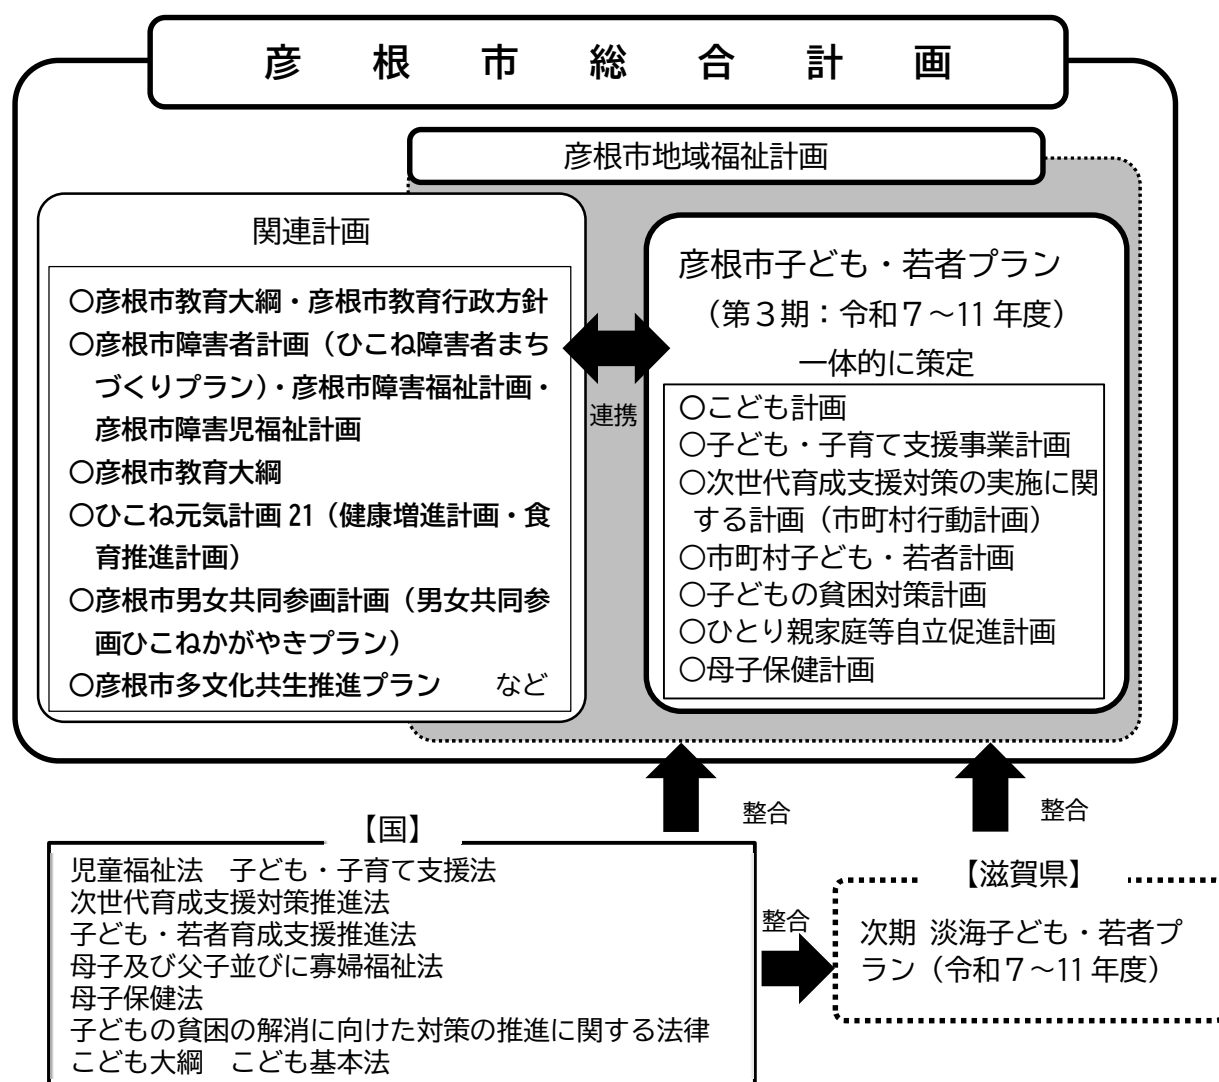 彦根市総合計画
彦根市地域福祉計画
関連計画
〇彦根市教育大綱・彦根市教育行政方針
〇彦根市障害者計画（ひこね障害者まち
づくりプラン）・彦根市障害福祉計画・
彦根市障害児福祉計画
〇彦根市教育大綱
〇ひこね元気計画 21（健康増進計画・食
育推進計画）
〇彦根市男女共同参画計画（男女共同参
画ひこねかがやきプラン）
〇彦根市多文化共生推進プラン　　など
連携
彦根市子ども・若者プラン
（第３期：令和７～11 年度）
一体的に策定
〇こども計画
〇子ども・子育て支援事業計画
〇次世代育成支援対策の実施に関
する計画（市町村行動計画）
〇市町村子ども・若者計画
〇子どもの貧困対策計画
〇ひとり親家庭等自立促進計画
〇母子保健計画
整合
整合
【国】
児童福祉法　子ども・子育て支援法
次世代育成支援対策推進法
子ども・若者育成支援推進法
母子及び父子並びに寡婦福祉法
母子保健法
子どもの貧困の解消に向けた対策の推進に関する法律
こども大綱　こども基本法
整合
【滋賀県】
次期 淡海子ども・若者プ
ラン（令和７～11 年度）